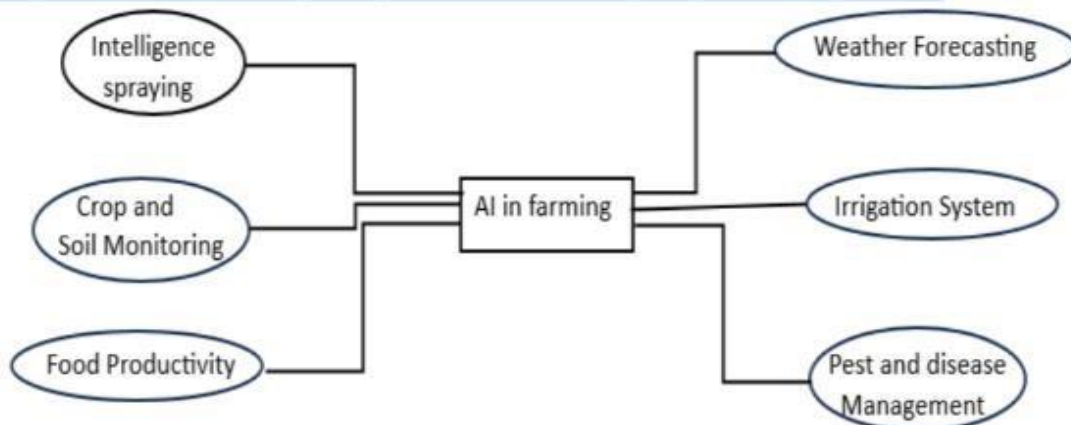 Intelligence
spraying
Weather Forecasting
Crop and
Soil Monitoring
AI in farming
Irrigation System
Food Productivity
Pest and disease
Management